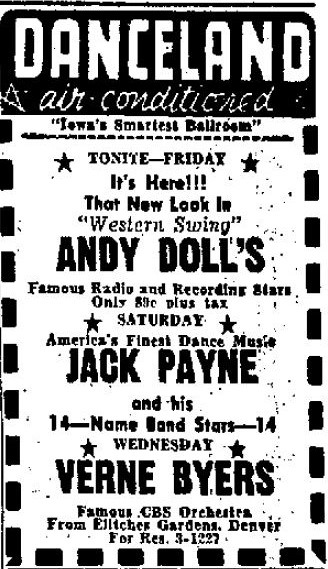 DANCELAND
air-conditioned
"Iowa's Smartest Ballroom"
TONITE—FRIDAY
It's Here!!!
That New Look In
"Western Swing"
ANDY DOLL'S
Famous Radio and Recording Stars
Only 89c plus tax
SATURDAY
America's Finest Dance Music
JACK PAYNE
and his
14—Name Band Stars—14
WEDNESDAY
VERNE BYERS
Famous CBS Orchestra
From Elitches Gardens, Denver
For Res. 3-1227